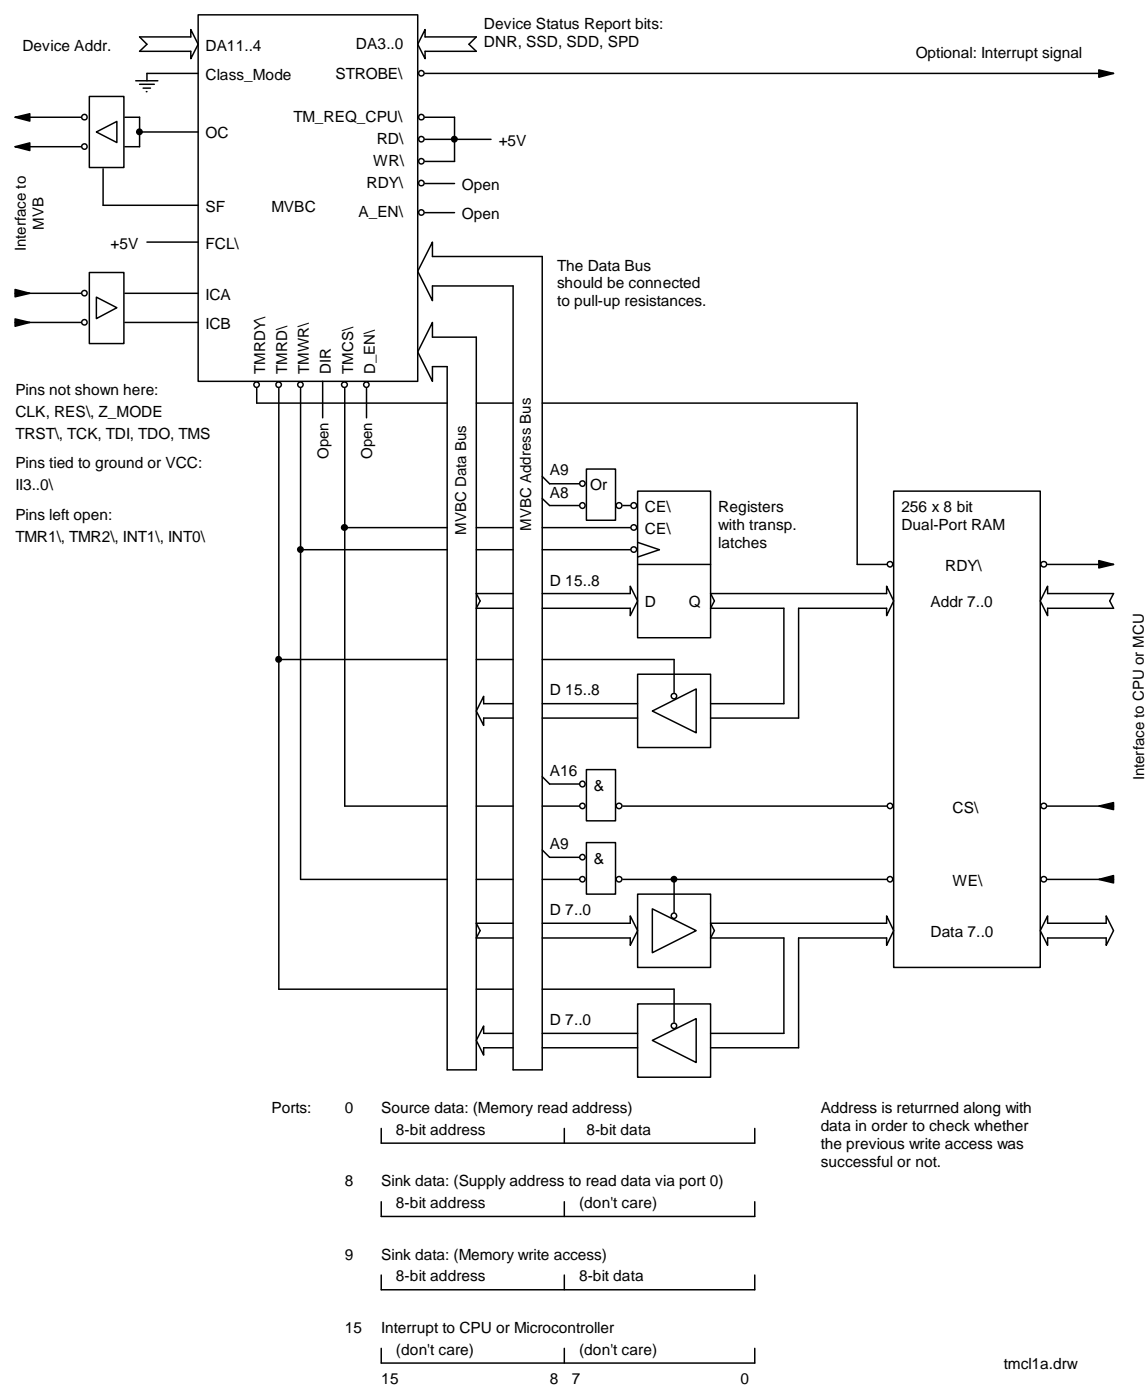 Device Addr.
DA11..4
DA3..0
Device Status Report bits:
DNR, SSD, SDD, SPD
Class_Mode
STROBE\
Optional: Interrupt signal
TM_REQ_CPU\
OC
RD\
+5V
WR\
RDY\
Open
Interface to
MVB
SF
MVBC
A_EN\
Open
+5V
FCL\
The Data Bus
should be connected
to pull-up resistances.
ICA
ICB
TMRDY\
TMRD\
TMWR\
DIR
TMCS\
D_EN\
Pins not shown here:
CLK, RES\, Z_MODE
TRST\, TCK, TDI, TDO, TMS
Pins tied to ground or VCC:
II3..0\
Pins left open:
TMR1\, TMR2\, INT1\, INT0\
Open
Open
MVBC Data Bus
MVBC Address Bus
A9
A8
Or
CE\
CE\
Registers
with transp.
latches
256 x 8 bit
Dual-Port RAM
RDY\
D 15..8
D
Q
Addr 7..0
Interface to CPU or MCU
D 15..8
A16
&
CS\
A9
&
WE\
D 7..0
Data 7..0
D 7..0
Ports:
0
Source data: (Memory read address)
8-bit address
8-bit data
Address is returrned along with
data in order to check whether
the previous write access was
successful or not.
8
Sink data: (Supply address to read data via port 0)
8-bit address
(don't care)
9
Sink data: (Memory write access)
8-bit address
8-bit data
15
Interrupt to CPU or Microcontroller
(don't care)
(don't care)
15
8
7
0
tmcl1a.drw